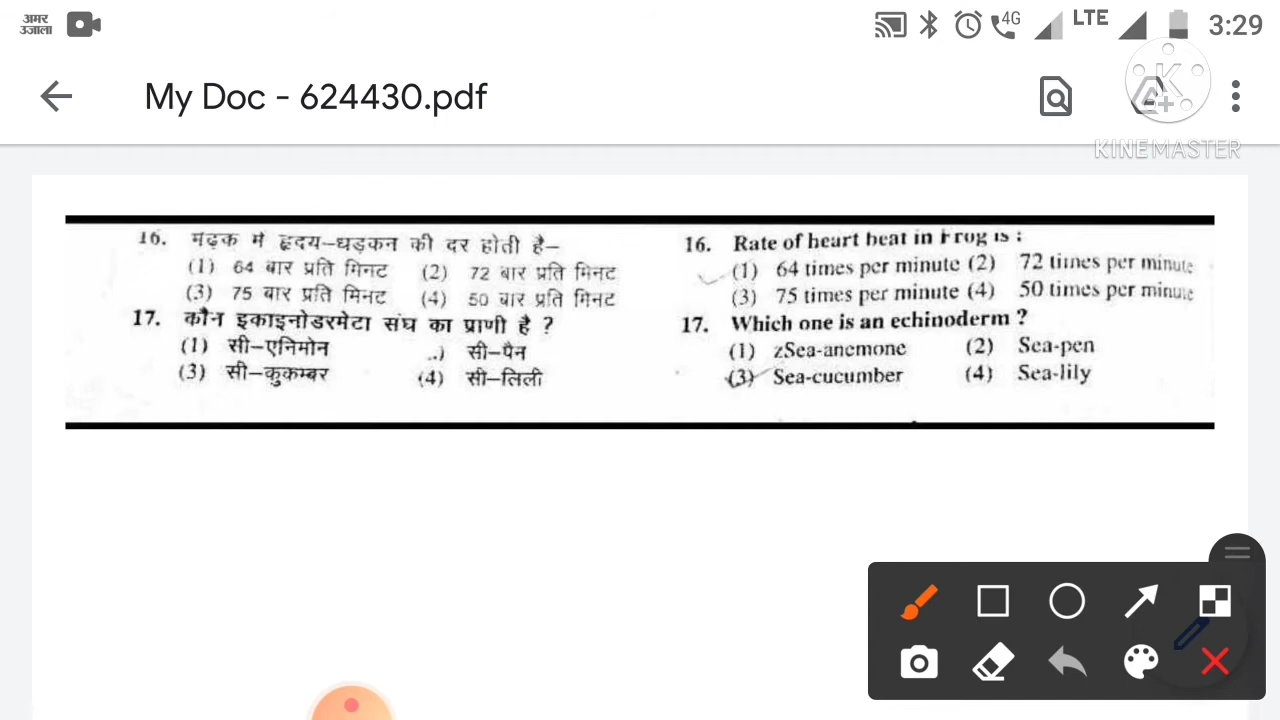 अमर
उजाला
4G
LTE
3:29
My Doc - 624430.pdf
K
KINEMASTER
16. मेढ़क में हृदय-धड़कन की दर होती है-
(1) 64 बार प्रति मिनट (2) 72 बार प्रति मिनट
(3) 75 बार प्रति मिनट (4) 50 बार प्रति मिनट
17. कौन इकाइनोडरमेटा संघ का प्राणी है ?
(1) सी-एनिमोन .) सी-पैन
(3) सी-कुकम्बर (4) सी-लिली
16. Rate of heart beat in Frog is :
(1) 64 times per minute (2) 72 times per minute
(3) 75 times per minute (4) 50 times per minute
17. Which one is an echinoderm ?
(1) zSea-anemone (2) Sea-pen
(3) Sea-cucumber (4) Sea-lily